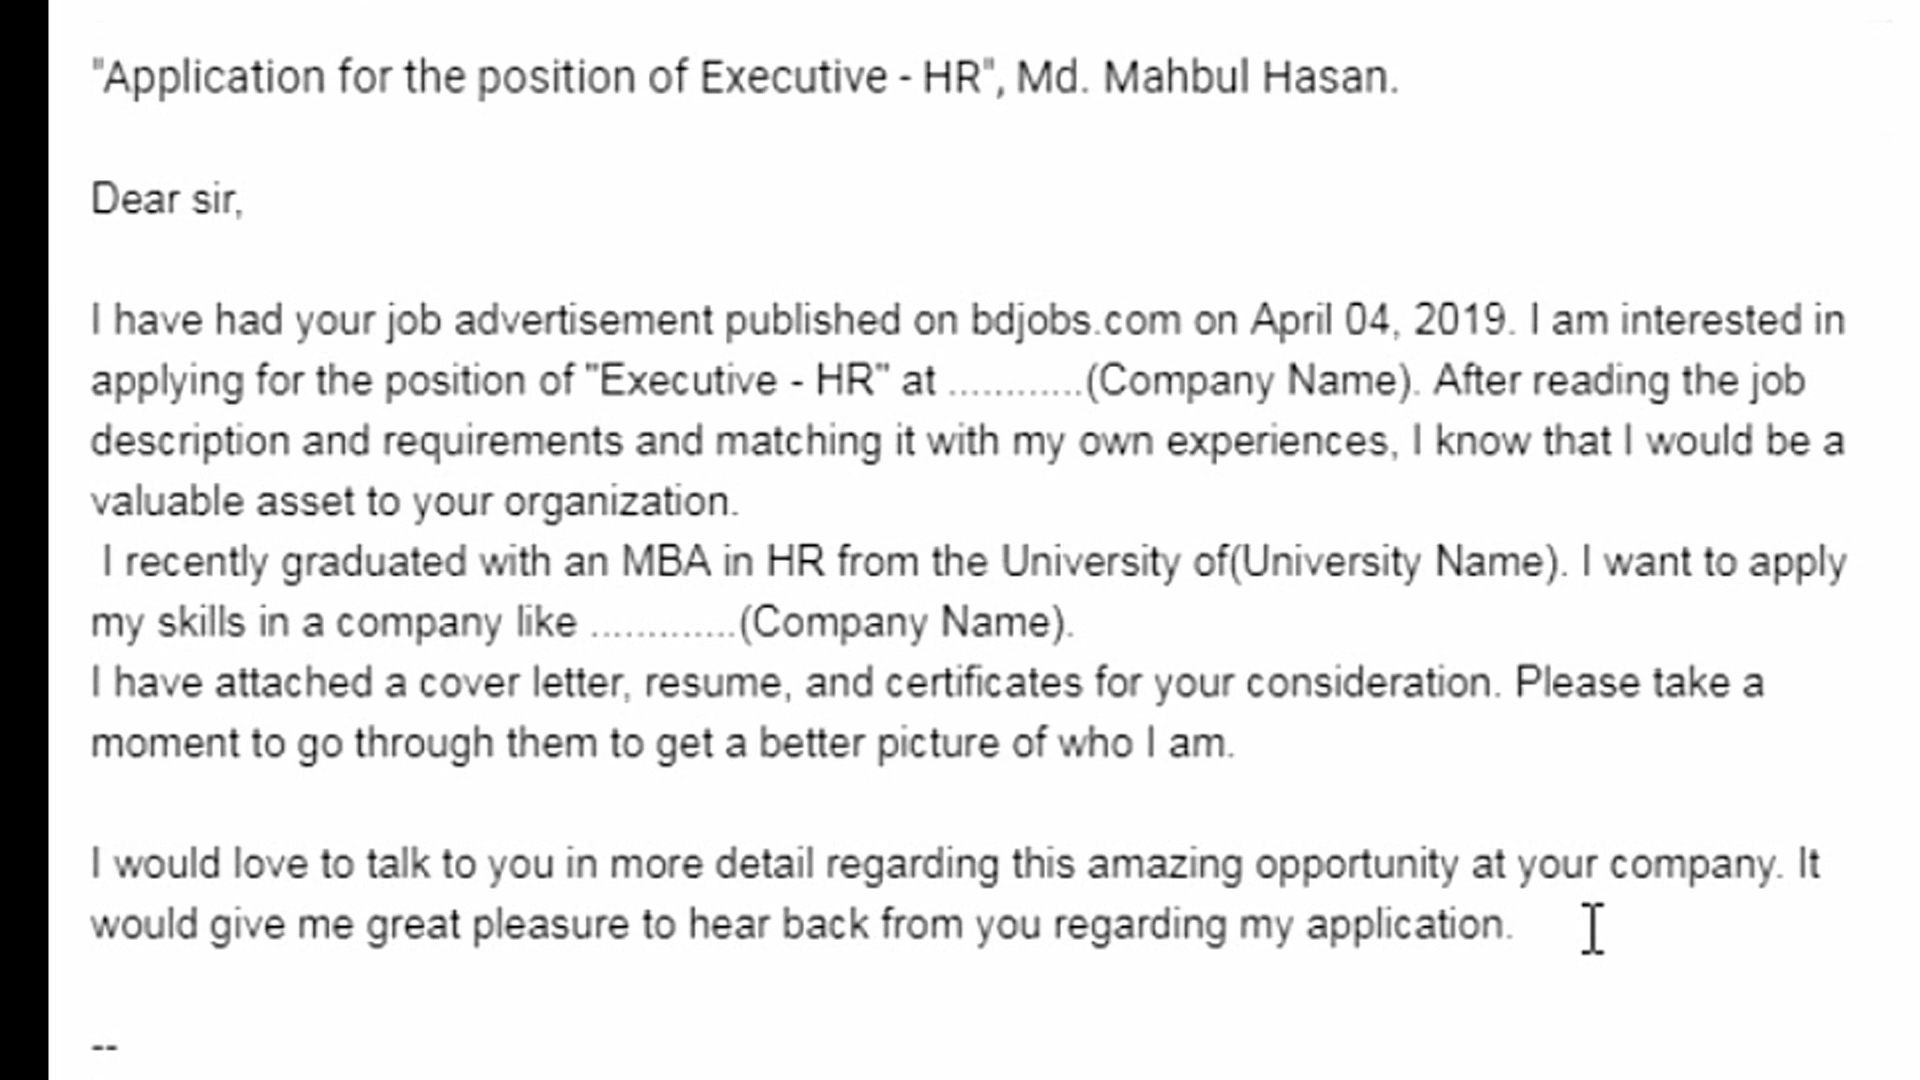 "Application for the position of Executive - HR", Md. Mahbul Hasan.
Dear sir,
I have had your job advertisement published on bdjobs.com on April 04, 2019. I am interested in
applying for the position of "Executive - HR" at ............(Company Name). After reading the job
description and requirements and matching it with my own experiences, I know that I would be a
valuable asset to your organization.
I recently graduated with an MBA in HR from the University of(University Name). I want to apply
my skills in a company like .............(Company Name).
I have attached a cover letter, resume, and certificates for your consideration. Please take a
moment to go through them to get a better picture of who I am.
I would love to talk to you in more detail regarding this amazing opportunity at your company. It
would give me great pleasure to hear back from you regarding my application.
--